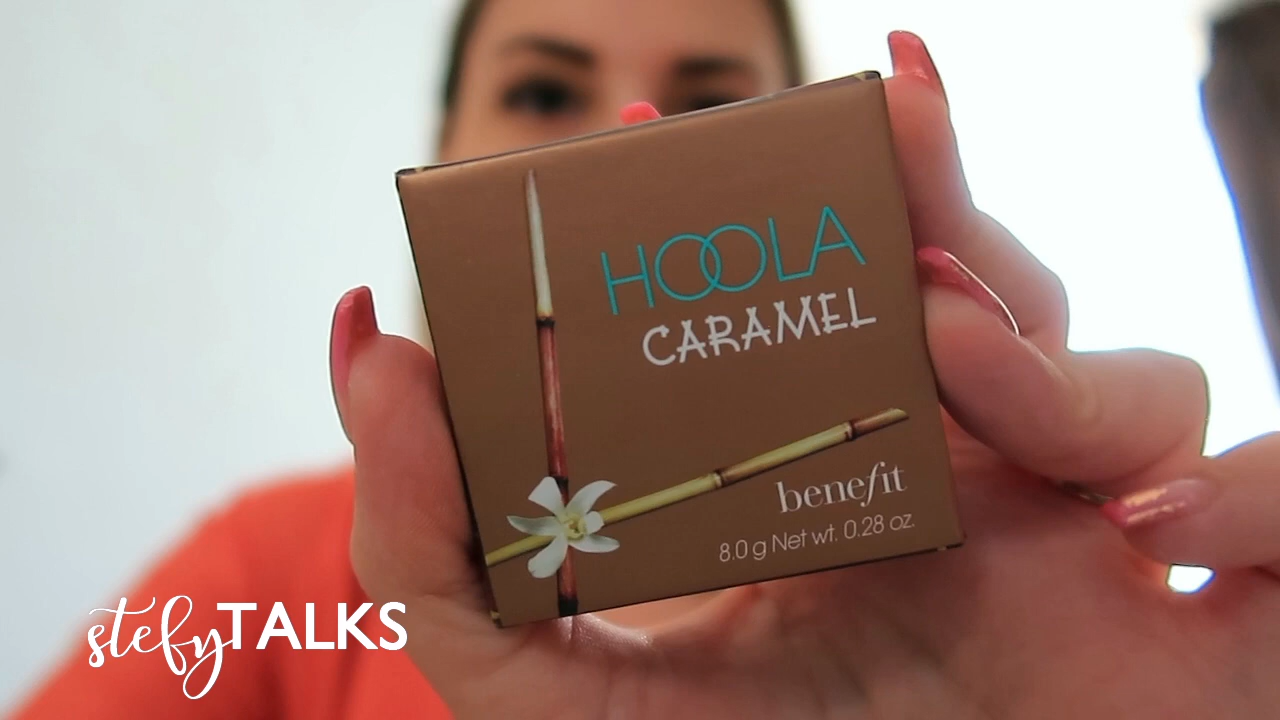 HOOLA
CARAMEL
benefit
8.0 g Net wt. 0.28 oz.
stefyTALKS